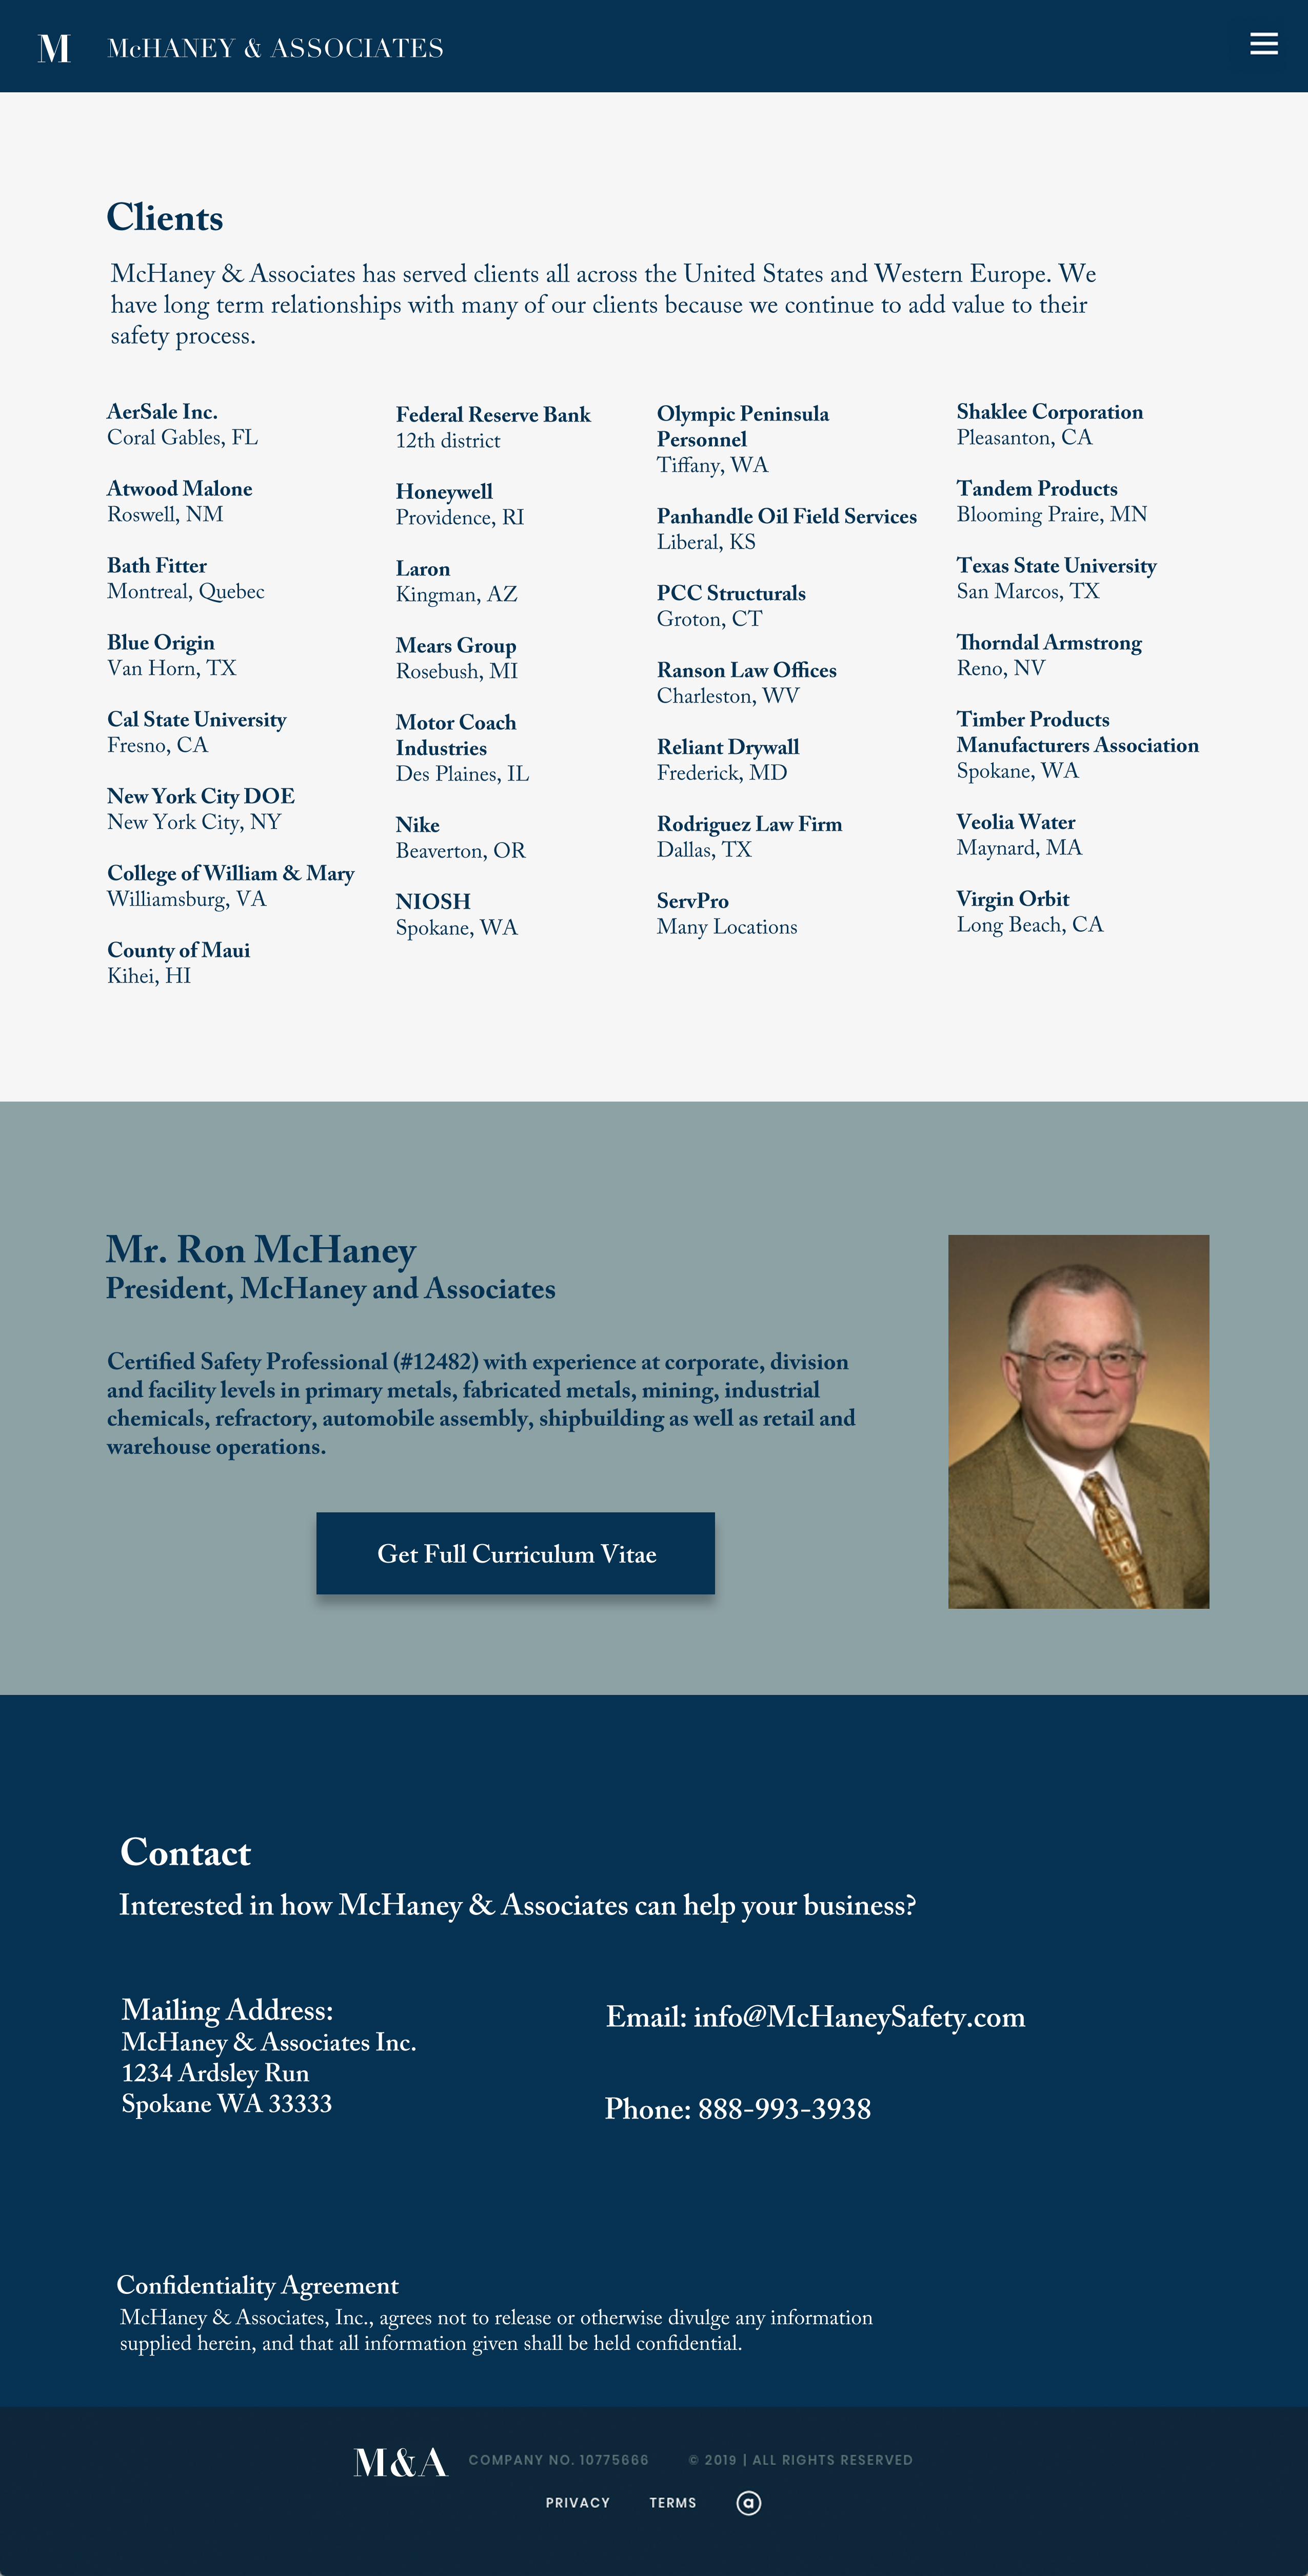 M McHANEY & ASSOCIATES
Clients
McHaney & Associates has served clients all across the United States and Western Europe. We
have long term relationships with many of our clients because we continue to add value to their
safety process.
AerSale Inc.
Coral Gables, FL
Atwood Malone
Roswell, NM
Bath Fitter
Montreal, Quebec
Blue Origin
Van Horn, TX
Cal State University
Fresno, CA
New York City DOE
New York City, NY
College of William & Mary
Williamsburg, VA
County of Maui
Kihei, HI
Federal Reserve Bank
12th district
Honeywell
Providence, RI
Laron
Kingman, AZ
Mears Group
Rosebush, MI
Motor Coach
Industries
Des Plaines, IL
Nike
Beaverton, OR
NIOSH
Spokane, WA
Olympic Peninsula
Personnel
Tiffany, WA
Panhandle Oil Field Services
Liberal, KS
PCC Structurals
Groton, CT
Ranson Law Offices
Charleston, WV
Reliant Drywall
Frederick, MD
Rodriguez Law Firm
Dallas, TX
ServPro
Many Locations
Shaklee Corporation
Pleasanton, CA
Tandem Products
Blooming Praire, MN
Texas State University
San Marcos, TX
Thorndal Armstrong
Reno, NV
Timber Products
Manufacturers Association
Spokane, WA
Veolia Water
Maynard, MA
Virgin Orbit
Long Beach, CA
Mr. Ron McHaney
President, McHaney and Associates
Certified Safety Professional (#12482) with experience at corporate, division
and facility levels in primary metals, fabricated metals, mining, industrial
chemicals, refractory, automobile assembly, shipbuilding as well as retail and
warehouse operations.
Get Full Curriculum Vitae
Contact
Interested in how McHaney & Associates can help your business?
Mailing Address:
McHaney & Associates Inc.
1234 Ardsley Run
Spokane WA 33333
Email: info@McHaneySafety.com
Phone: 888-993-3938
Confidentiality Agreement
McHaney & Associates, Inc., agrees not to release or otherwise divulge any information
supplied herein, and that all information given shall be held confidential.
M&A COMPANY NO. 10775666 © 2019 | ALL RIGHTS RESERVED
PRIVACY TERMS a